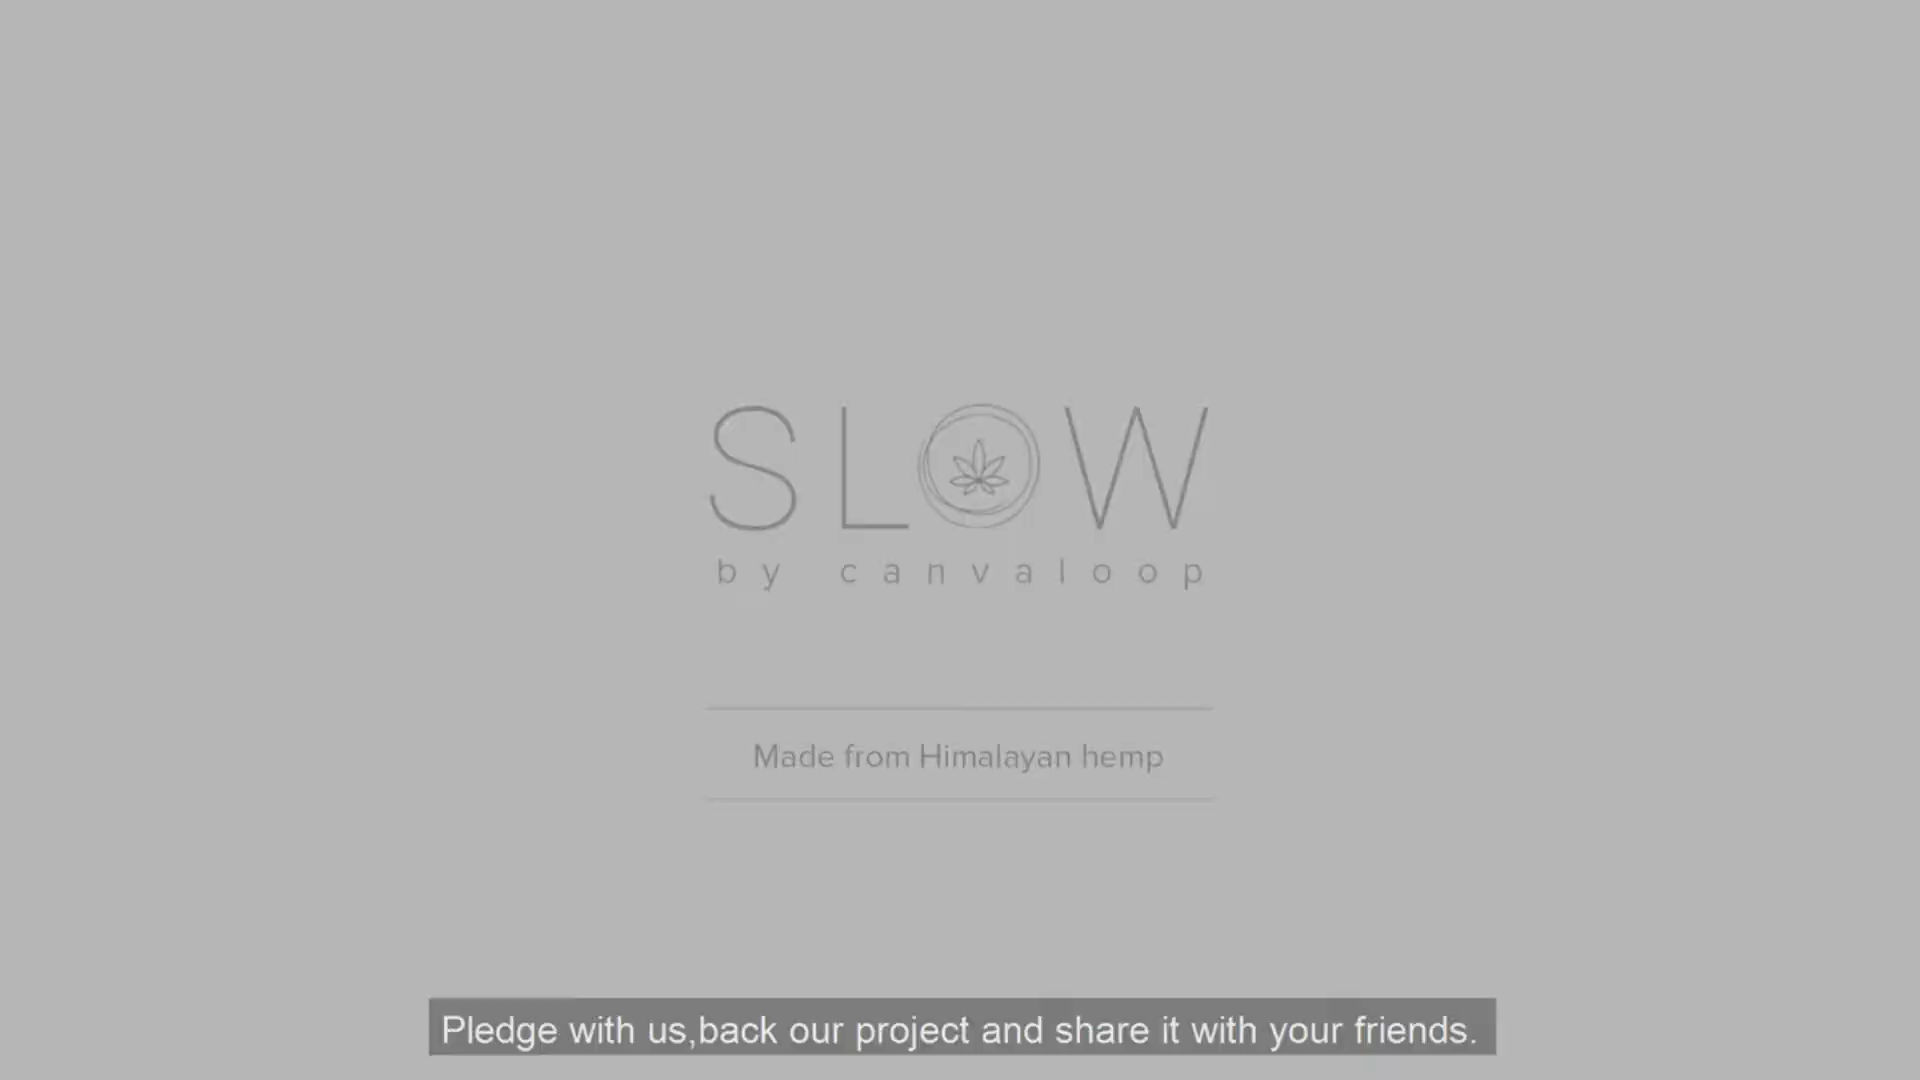 SLOW
by canvaloop
Made from Himalayan hemp
Pledge with us,back our project and share it with your friends.